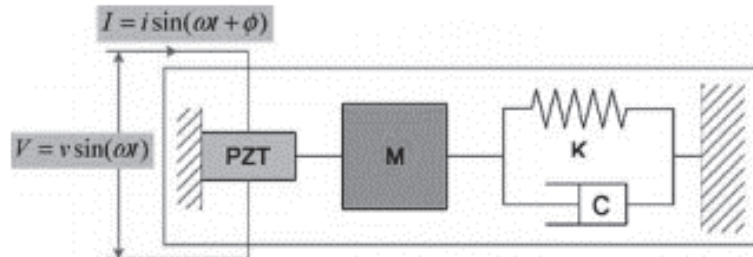 I = i sin(ωt + ϕ)
V = v sin(ωt)
PZT
M
K
C